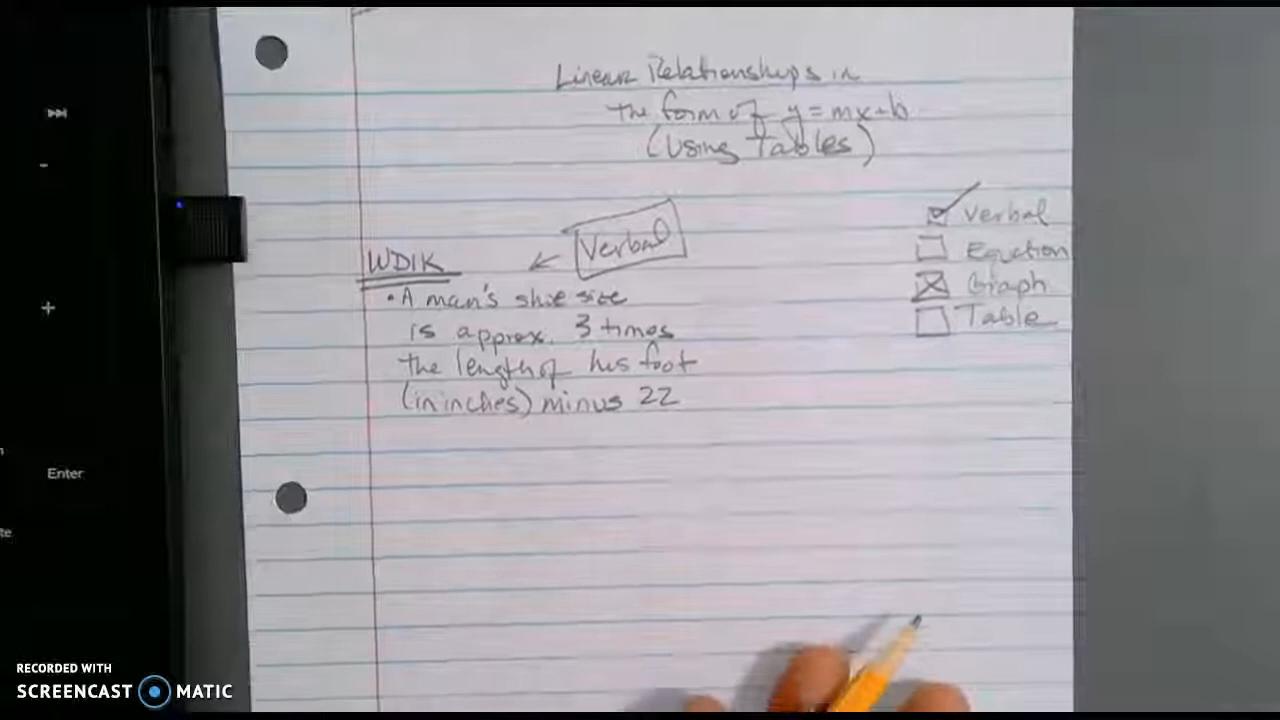 Linear Relationships in
the form of y = mx + b
(Using Tables)
Verbal
WDIK
• A man's shoe size
is approx. 3 times
the length of his foot
(in inches) minus 22
Verbal
Equation
Graph
Table
Enter
te
RECORDED WITH
SCREENCAST MATIC